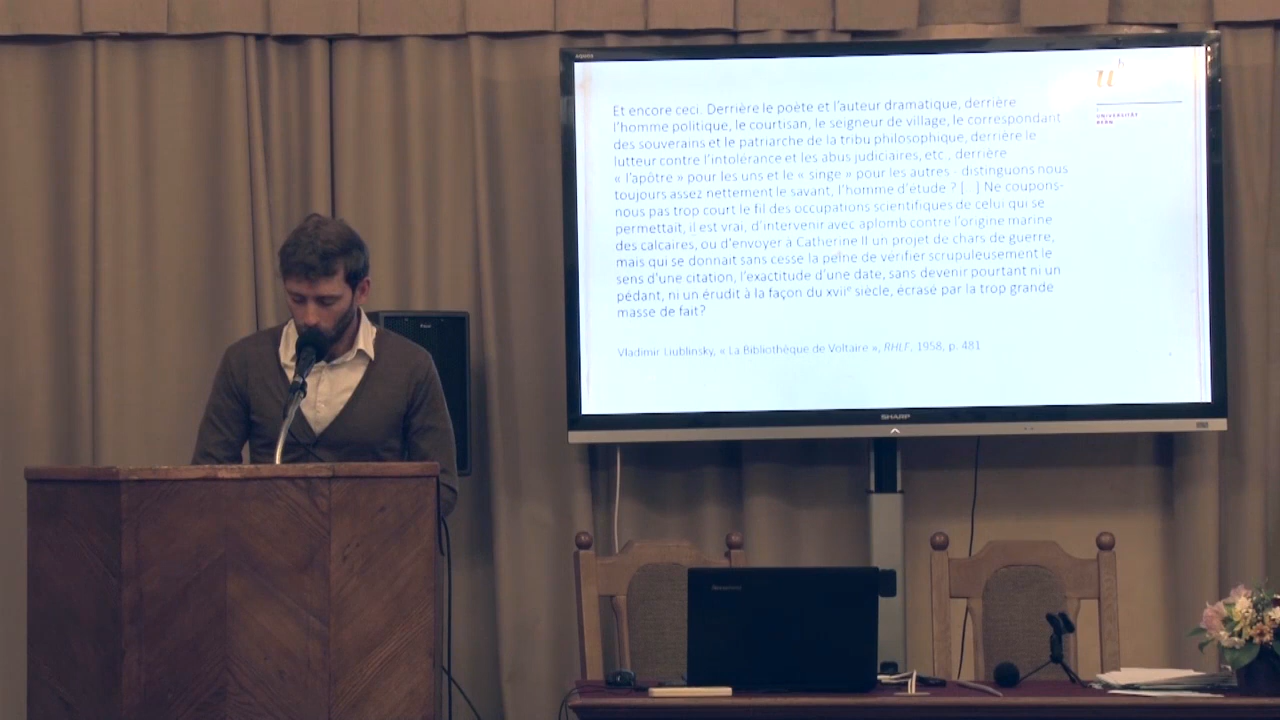 Et encore ceci. Derrière le poète et l'auteur dramatique, derrière
l'homme politique, le courtisan, le seigneur de village, le correspondant
des souverains et le patriarche de la tribu philosophique, derrière le
lutteur contre l'intolérance et les abus judiciaires, etc., derrière
« l'apôtre » pour les uns et le « singe » pour les autres - distinguons nous
toujours assez nettement le savant, l'homme d'étude ? [...] Ne coupons-
nous pas trop court le fil des occupations scientifiques de celui qui se
permettait, il est vrai, d'intervenir avec aplomb contre l'origine marine
des calcaires, ou d'envoyer à Catherine II un projet de chars de guerre,
mais qui se donnait sans cesse la peine de vérifier scrupuleusement le
sens d'une citation, l'exactitude d'une date, sans devenir pourtant ni un
pédant, ni un érudit à la façon du xviiᵉ siècle, écrasé par la trop grande
masse de fait?
Vladimir Liublinsky, « La Bibliothèque de Voltaire », RHLF, 1958, p. 481
u b
UNIVERSITÄT
BERN
SHARP